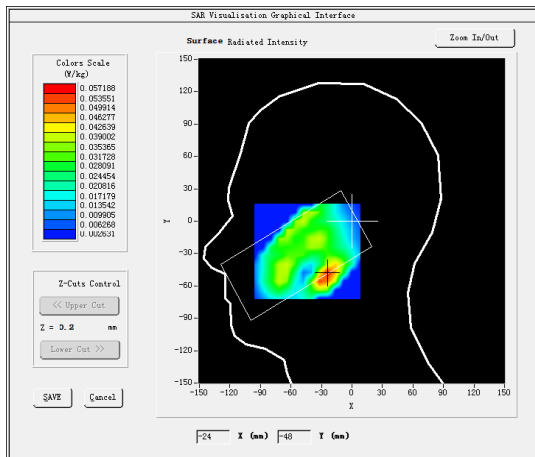 SAR Visualisation Graphical Interface
Surface Radiated Intensity
Zoom In/Out
Colors Scale
(W/kg)
0.057188
0.053551
0.049914
0.046277
0.042639
0.039002
0.035365
0.031728
0.028091
0.024454
0.020816
0.017179
0.013542
0.009905
0.006268
0.002631
150
120
90
60
30
0
-30
-60
-90
-120
-150
Y
-150 -120 -90 -60 -30 0 30 60 90 120 150
X
Z-Cuts Control
<< Upper Cut
Z = 0.2 mm
Lower Cut >>
SAVE Cancel
-24 X (mm) -48 Y (mm)